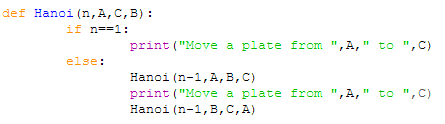 def Hanoi(n,A,C,B):
        if n==1:
                print("Move a plate from ",A," to ",C)
        else:
                Hanoi(n-1,A,B,C)
                print("Move a plate from ",A," to ",C)
                Hanoi(n-1,B,C,A)